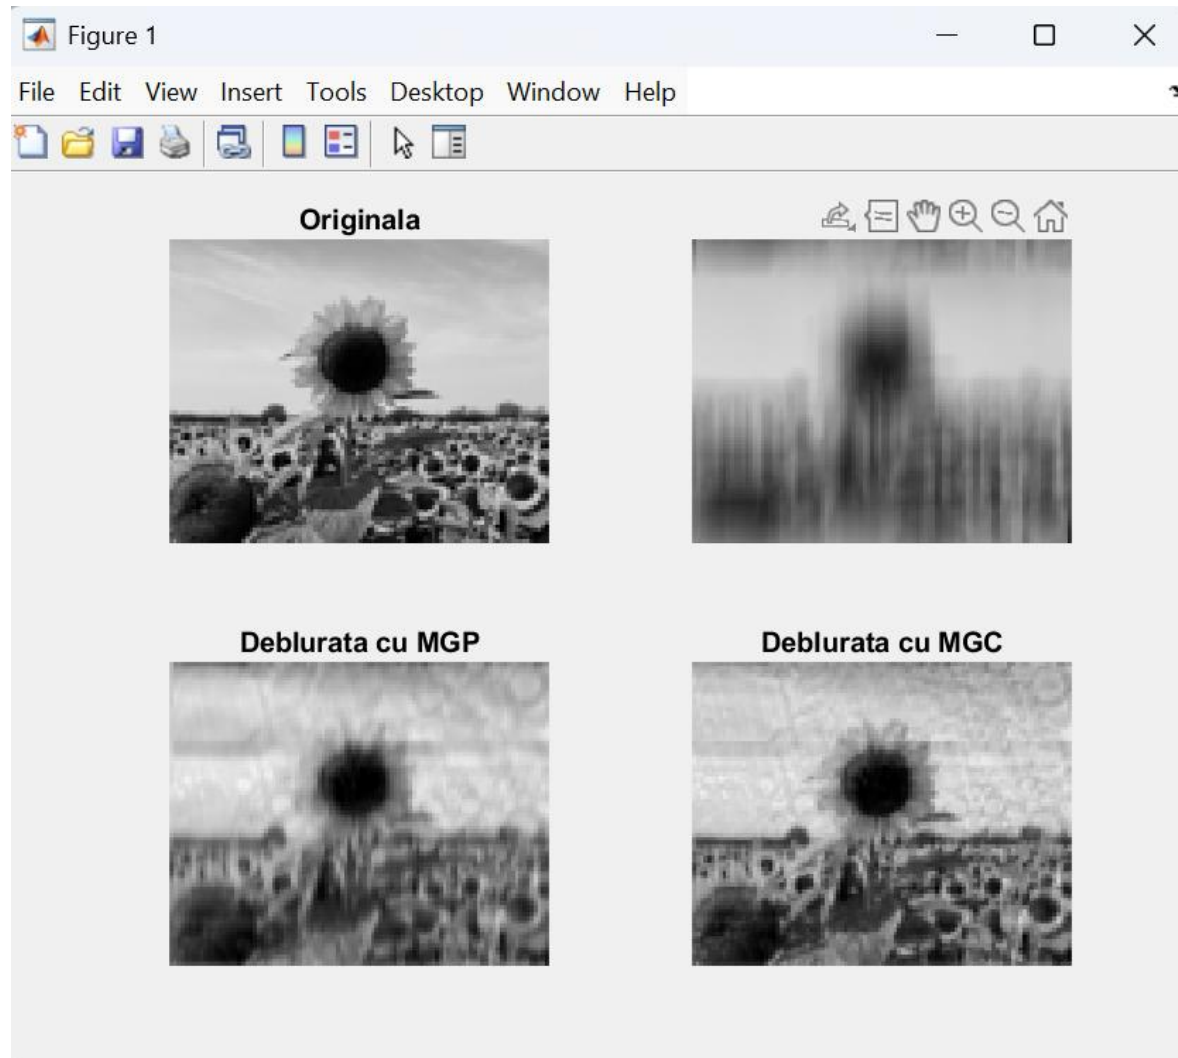 Figure 1
File Edit View Insert Tools Desktop Window Help
Originala
Deblurata cu MGP
Deblurata cu MGC